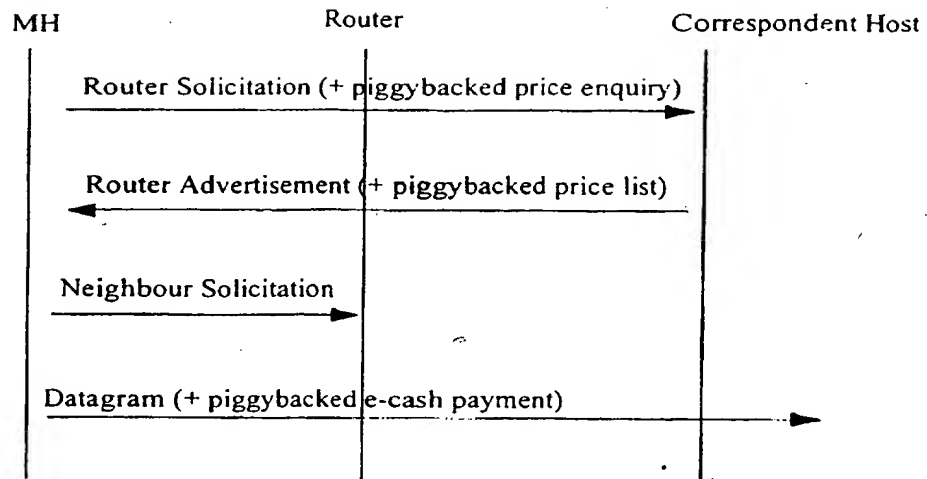 MH
Router
Correspondent Host
Router Solicitation (+ piggybacked price enquiry)
Router Advertisement (+ piggybacked price list)
Neighbour Solicitation
Datagram (+ piggybacked e-cash payment)